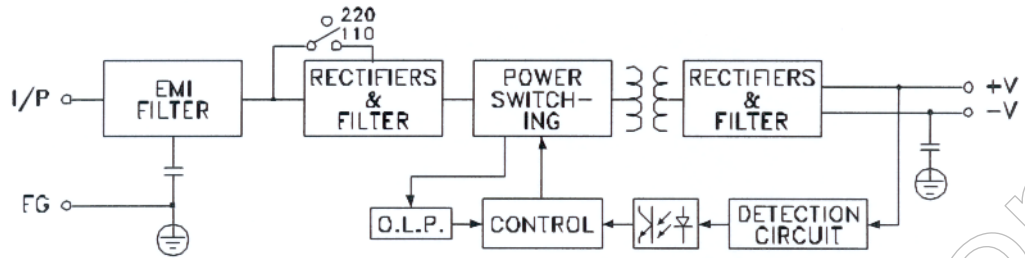 220
110
I/P
EMI
FILTER
RECTIFIERS
&
FILTER
POWER
SWITCH-
ING
RECTIFIERS
&
FILTER
+V
-V
FG
O.L.P.
CONTROL
DETECTION
CIRCUIT